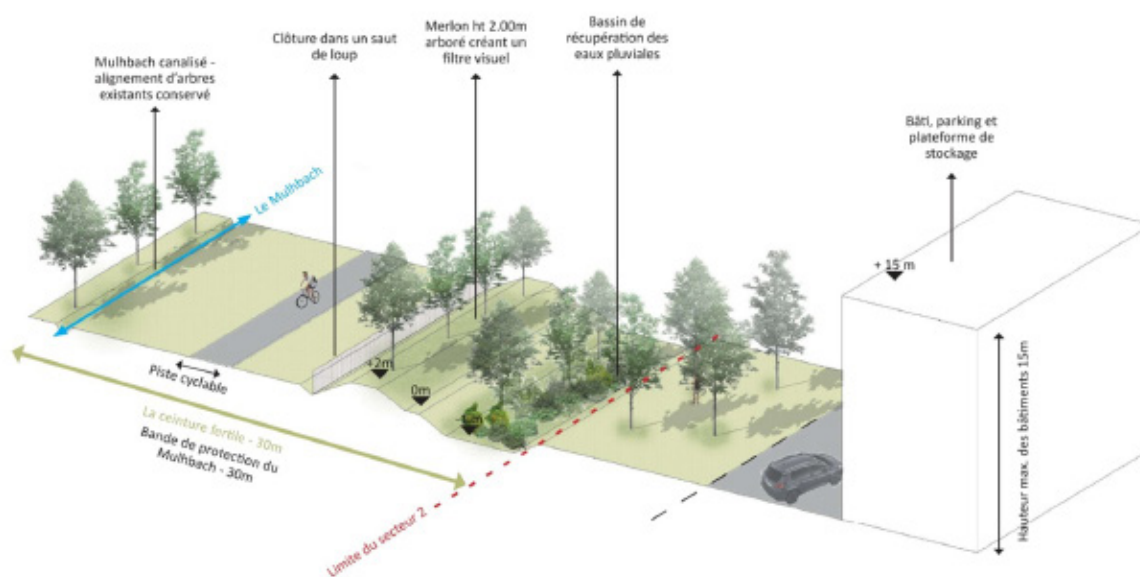 Mulhbach canalisé -
alignement d'arbres
existants conservé
Clôture dans un saut
de loup
Merlon ht 2.00m
arboré créant un
filtre visuel
Bassin de
récupération des
eaux pluviales
Bâti, parking et
plateforme de
stockage
Le Mulhbach
+ 15 m
+2m
0m
Piste cyclable
La ceinture fertile - 30m
Bande de protection du
Mulhbach - 30m
Limite du secteur 2
Hauteur max. des bâtiments 15m